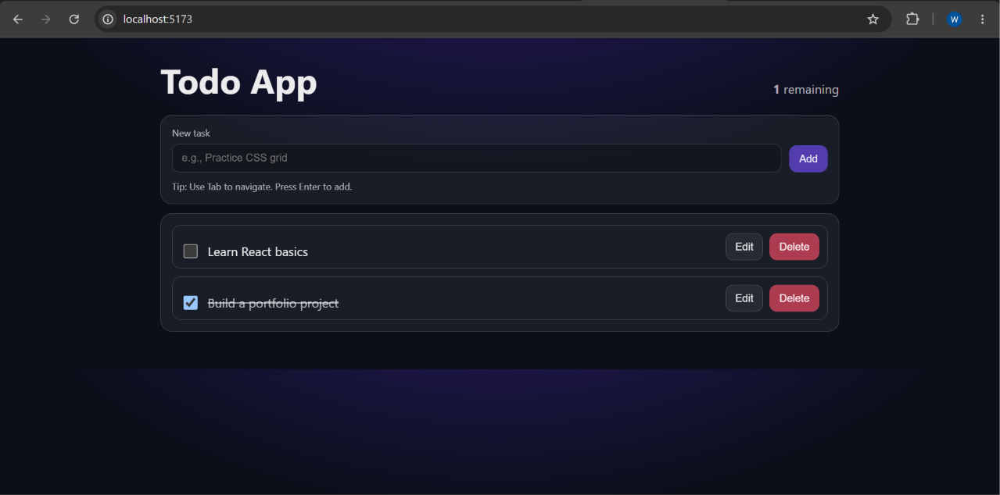 localhost:5173
W
Todo App
1 remaining
New task
e.g., Practice CSS grid
Add
Tip: Use Tab to navigate. Press Enter to add.
Learn React basics
Edit Delete
Build a portfolio project
Edit Delete